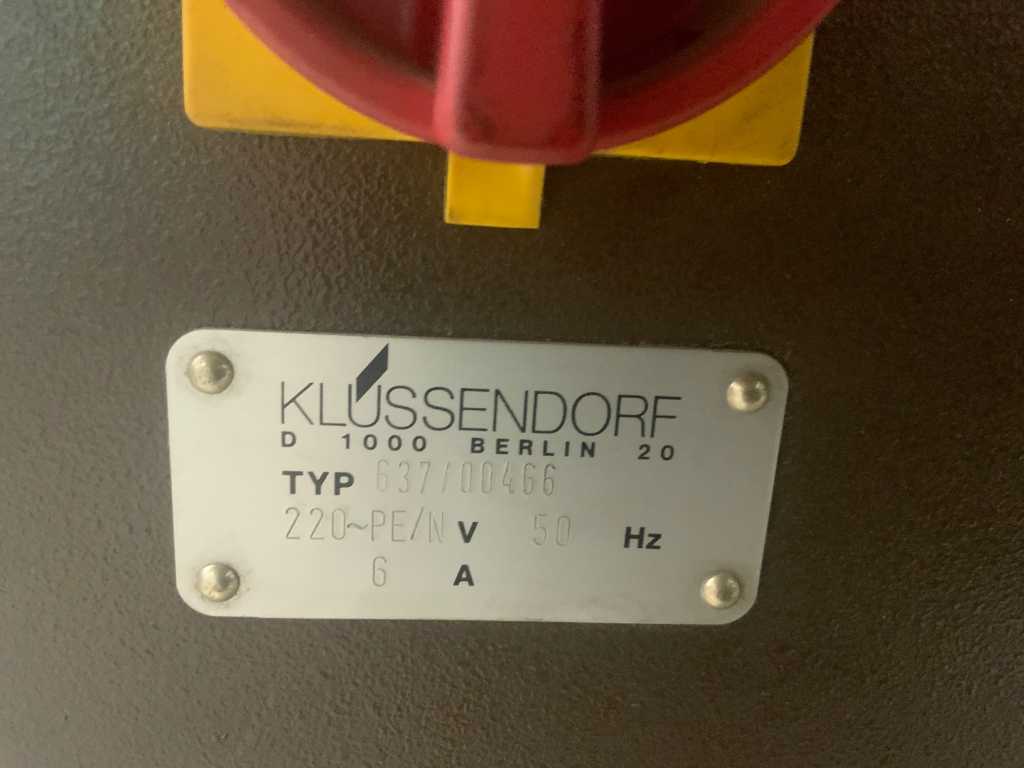 KLÜSSENDORF
D 1000 BERLIN 20
TYP 637/00466
220~PE/N V 50 Hz
6 A